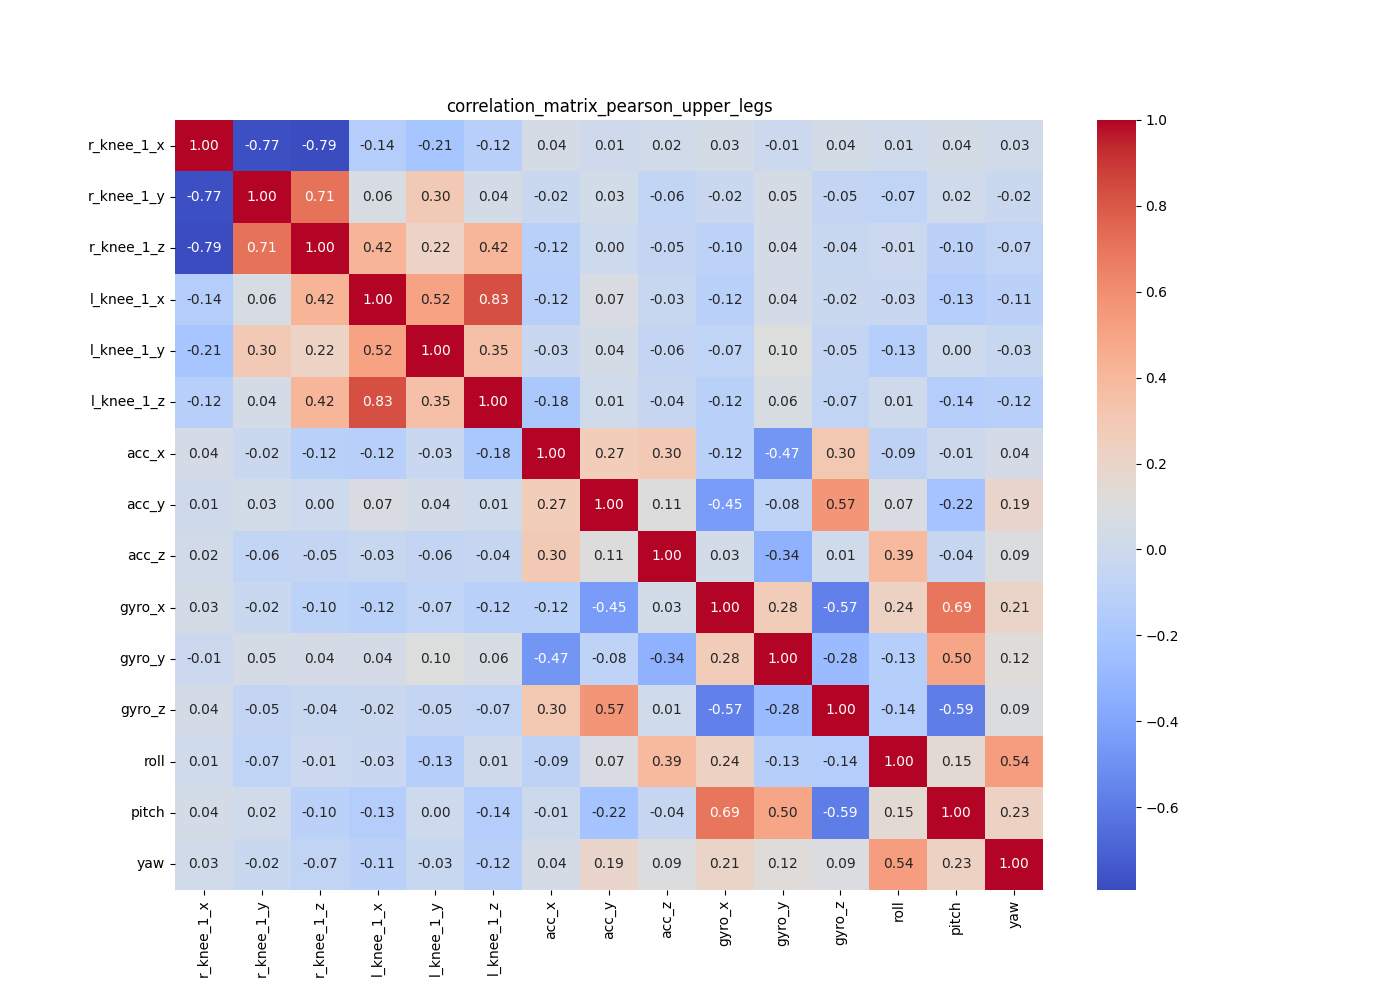 correlation_matrix_pearson_upper_legs
r_knee_1_x 1.00 -0.77 -0.79 -0.14 -0.21 -0.12 0.04 0.01 0.02 0.03 -0.01 0.04 0.01 0.04 0.03
r_knee_1_y -0.77 1.00 0.71 0.06 0.30 0.04 -0.02 0.03 -0.06 -0.02 0.05 -0.05 -0.07 0.02 -0.02
r_knee_1_z -0.79 0.71 1.00 0.42 0.22 0.42 -0.12 0.00 -0.05 -0.10 0.04 -0.04 -0.01 -0.10 -0.07
l_knee_1_x -0.14 0.06 0.42 1.00 0.52 0.83 -0.12 0.07 -0.03 -0.12 0.04 -0.02 -0.03 -0.13 -0.11
l_knee_1_y -0.21 0.30 0.22 0.52 1.00 0.35 -0.03 0.04 -0.06 -0.07 0.10 -0.05 -0.13 0.00 -0.03
l_knee_1_z -0.12 0.04 0.42 0.83 0.35 1.00 -0.18 0.01 -0.04 -0.12 0.06 -0.07 0.01 -0.14 -0.12
acc_x 0.04 -0.02 -0.12 -0.12 -0.03 -0.18 1.00 0.27 0.30 -0.12 -0.47 0.30 -0.09 -0.01 0.04
acc_y 0.01 0.03 0.00 0.07 0.04 0.01 0.27 1.00 0.11 -0.45 -0.08 0.57 0.07 -0.22 0.19
acc_z 0.02 -0.06 -0.05 -0.03 -0.06 -0.04 0.30 0.11 1.00 0.03 -0.34 0.01 0.39 -0.04 0.09
gyro_x 0.03 -0.02 -0.10 -0.12 -0.07 -0.12 -0.12 -0.45 0.03 1.00 0.28 -0.57 0.24 0.69 0.21
gyro_y -0.01 0.05 0.04 0.04 0.10 0.06 -0.47 -0.08 -0.34 0.28 1.00 -0.28 -0.13 0.50 0.12
gyro_z 0.04 -0.05 -0.04 -0.02 -0.05 -0.07 0.30 0.57 0.01 -0.57 -0.28 1.00 -0.14 -0.59 0.09
roll 0.01 -0.07 -0.01 -0.03 -0.13 0.01 -0.09 0.07 0.39 0.24 -0.13 -0.14 1.00 0.15 0.54
pitch 0.04 0.02 -0.10 -0.13 0.00 -0.14 -0.01 -0.22 -0.04 0.69 0.50 -0.59 0.15 1.00 0.23
yaw 0.03 -0.02 -0.07 -0.11 -0.03 -0.12 0.04 0.19 0.09 0.21 0.12 0.09 0.54 0.23 1.00
r_knee_1_x r_knee_1_y r_knee_1_z l_knee_1_x l_knee_1_y l_knee_1_z acc_x acc_y acc_z gyro_x gyro_y gyro_z roll pitch yaw
1.0
0.8
0.6
0.4
0.2
0.0
−0.2
−0.4
−0.6